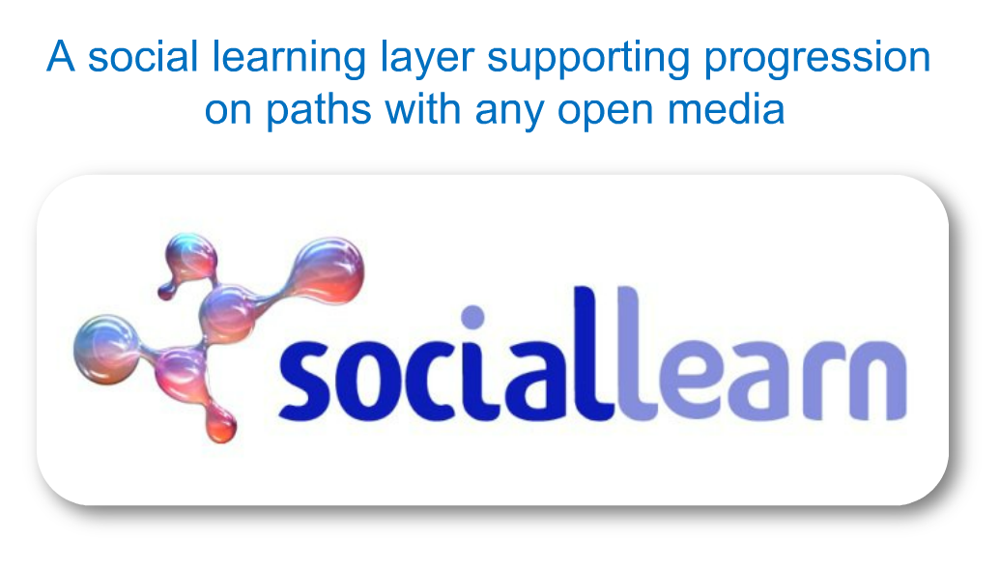 A social learning layer supporting progression
on paths with any open media
sociallearn